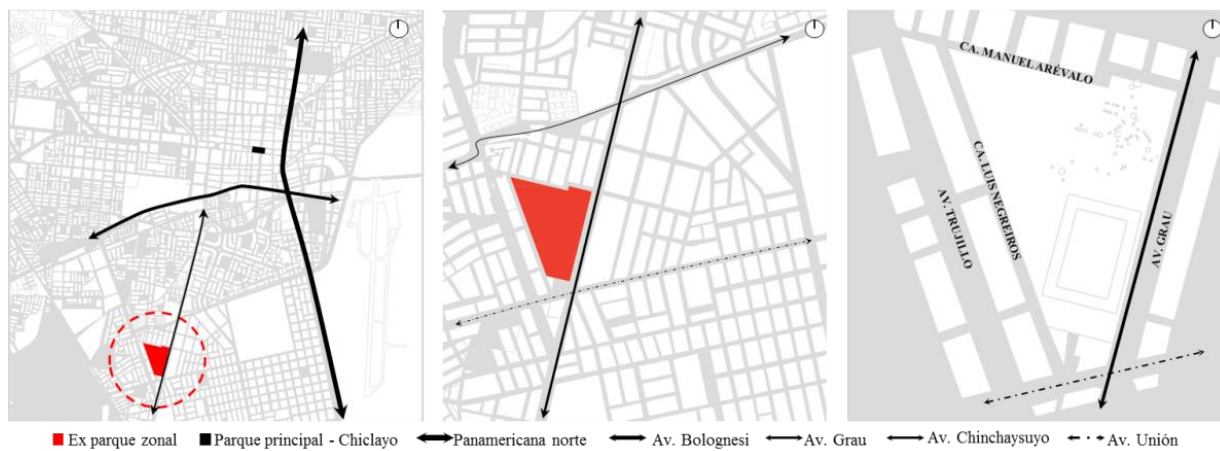 CA. MANUEL ARÉVALO
CA. LUIS NEGREIROS
AV. TRUJILLO
AV. GRAU
Ex parque zonal
Parque principal - Chiclayo
Panamericana norte
Av. Bolognesi
Av. Grau
Av. Chinchaysuyo
Av. Unión